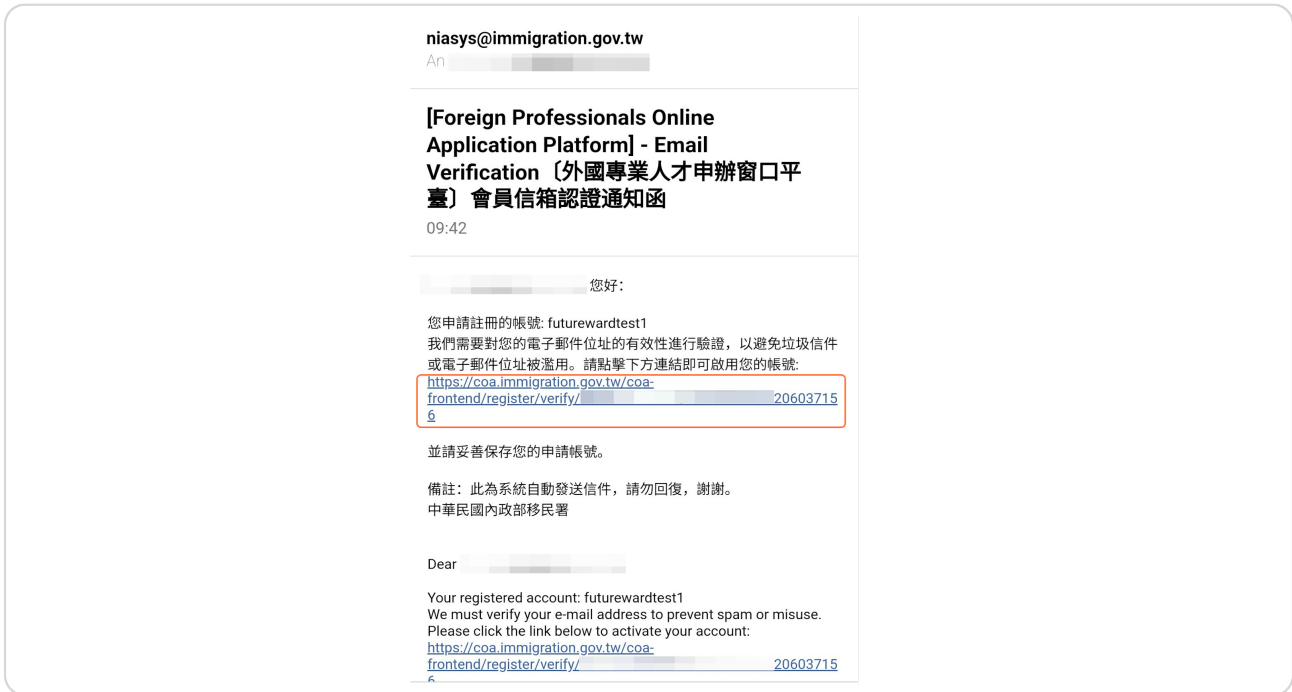 niasys@immigration.gov.tw
An
[Foreign Professionals Online
Application Platform] - Email
Verification〔外國專業人才申辦窗口平
臺〕會員信箱認證通知函
09:42
您好：
您申請註冊的帳號: futurewardtest1
我們需要對您的電子郵件位址的有效性進行驗證，以避免垃圾信件
或電子郵件位址被濫用。請點擊下方連結即可啟用您的帳號:
https://coa.immigration.gov.tw/coa-
frontend/register/verify/ 20603715
6
並請妥善保存您的申請帳號。
備註：此為系統自動發送信件，請勿回復，謝謝。
中華民國內政部移民署
Dear
Your registered account: futurewardtest1
We must verify your e-mail address to prevent spam or misuse.
Please click the link below to activate your account:
https://coa.immigration.gov.tw/coa-
frontend/register/verify/ 20603715
6